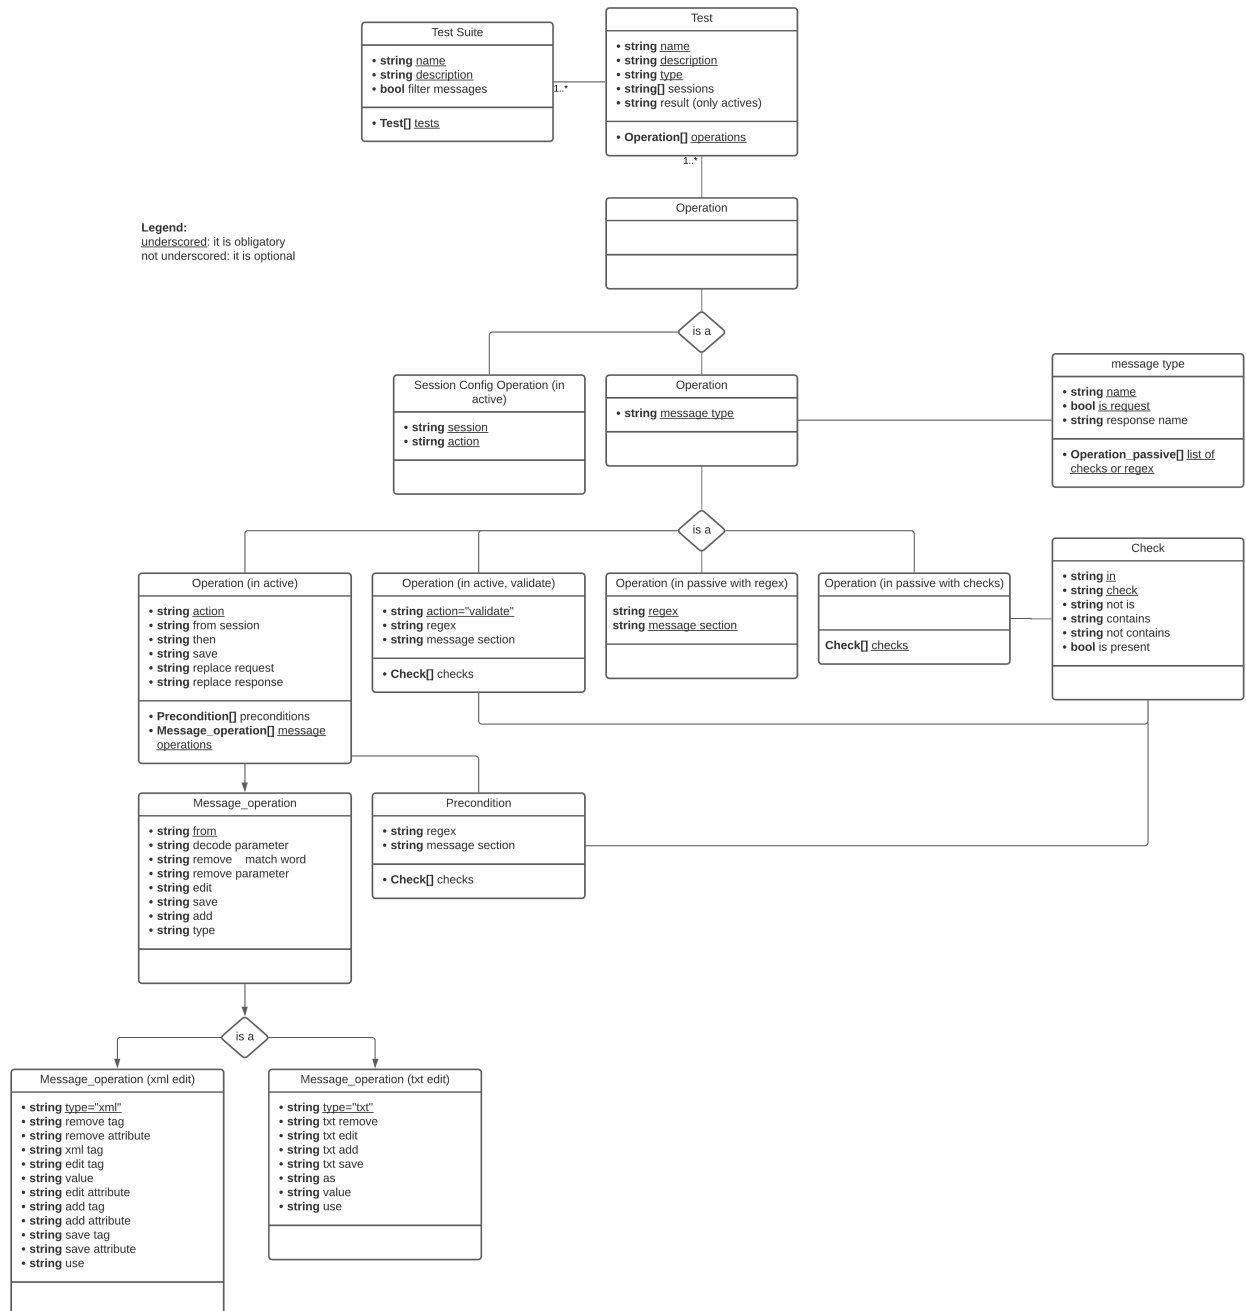 Test Suite
• string name
• string description
• bool filter messages
• Test[] tests
1..*
Test
• string name
• string description
• string type
• string[] sessions
• string result (only actives)
• Operation[] operations
1..*
Legend:
underscored: it is obligatory
not underscored: it is optional
Operation
is a
Session Config Operation (in
active)
• string session
• stirng action
Operation
• string message type
message type
• string name
• bool is request
• string response name
• Operation_passive[] list of
checks or regex
is a
Operation (in active)
• string action
• string from session
• string then
• string save
• string replace request
• string replace response
• Precondition[] preconditions
• Message_operation[] message
operations
Operation (in active, validate)
• string action="validate"
• string regex
• string message section
• Check[] checks
Operation (in passive with regex)
string regex
string message section
Operation (in passive with checks)
Check[] checks
Check
• string in
• string check
• string not is
• string contains
• string not contains
• bool is present
Message_operation
• string from
• string decode parameter
• string remove    match word
• string remove parameter
• string edit
• string save
• string add
• string type
Precondition
• string regex
• string message section
• Check[] checks
is a
Message_operation (xml edit)
• string type="xml"
• string remove tag
• string remove attribute
• string xml tag
• string edit tag
• string value
• string edit attribute
• string add tag
• string add attribute
• string save tag
• string save attribute
• string use
Message_operation (txt edit)
• string type="txt"
• string txt remove
• string txt edit
• string txt add
• string txt save
• string as
• string value
• string use